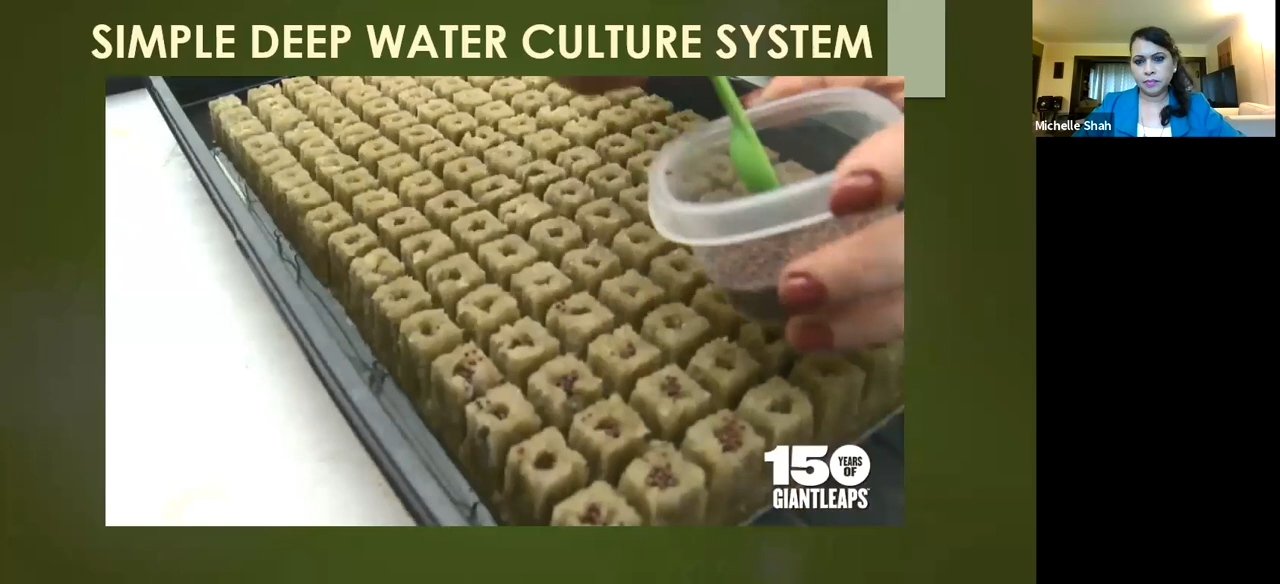 SIMPLE DEEP WATER CULTURE SYSTEM
Michelle Shah
150 YEARS OF
GIANTLEAPS